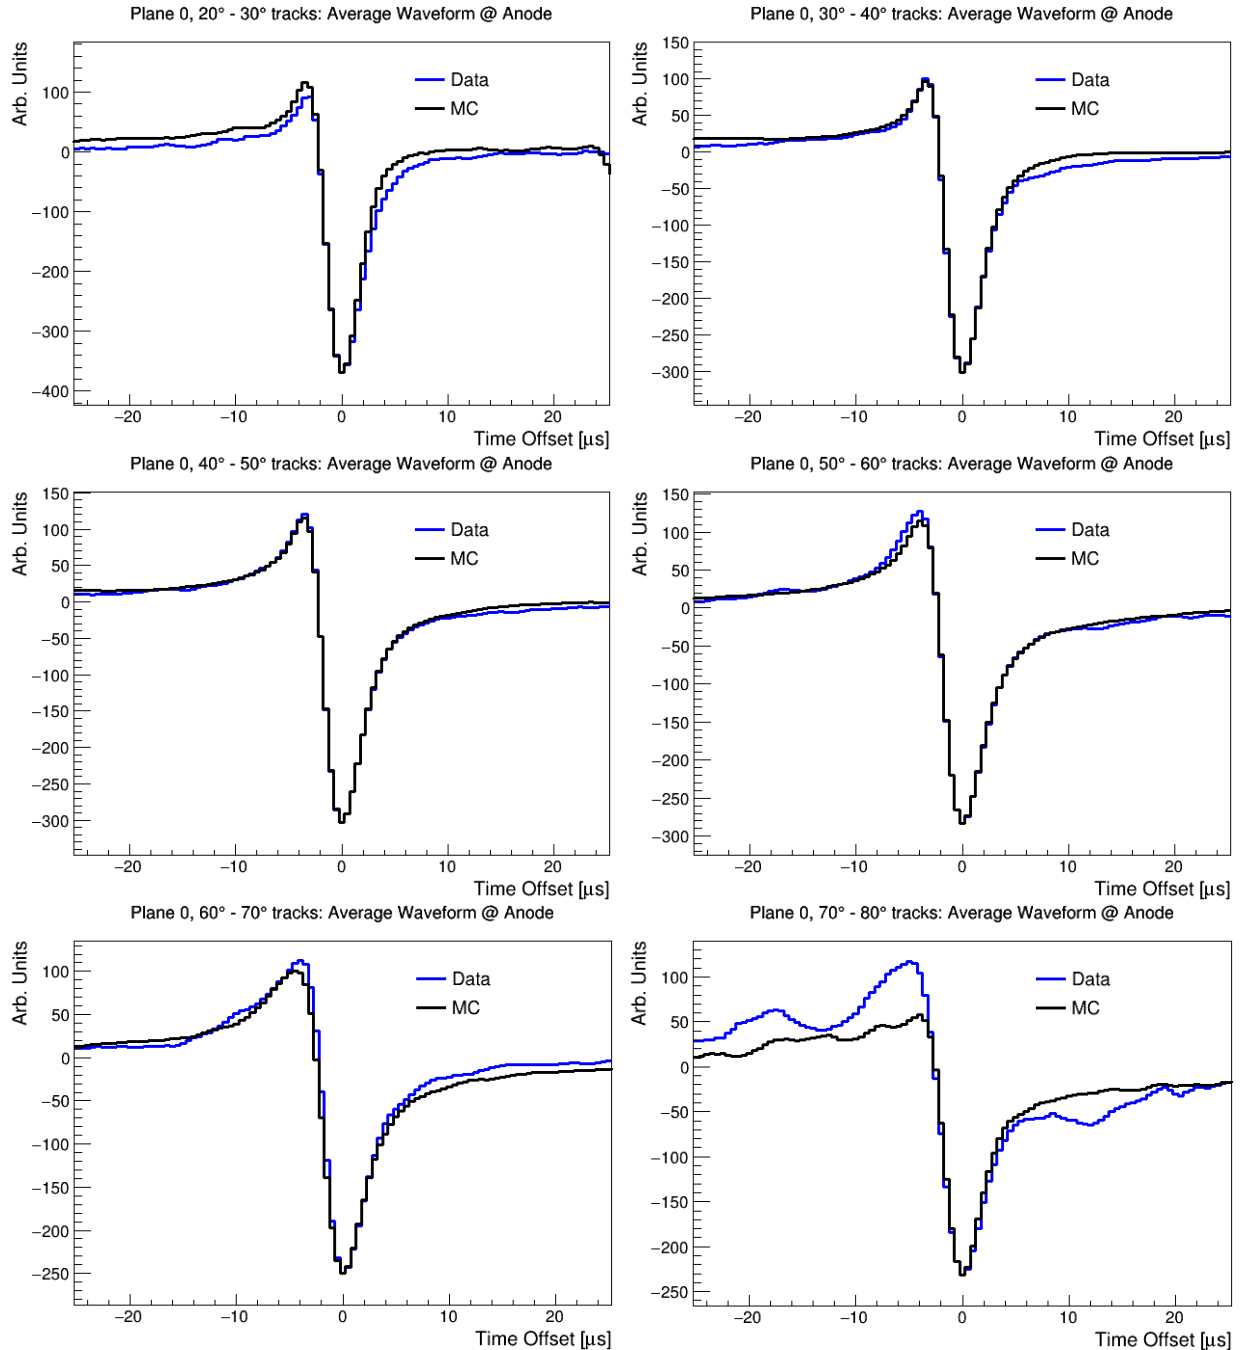 Plane 0, 20° - 30° tracks: Average Waveform @ Anode
Arb. Units
100
0
−100
−200
−300
−400
Data
MC
−20 −10 0 10 20
Time Offset [μs]
Plane 0, 30° - 40° tracks: Average Waveform @ Anode
Arb. Units
150
100
50
0
−50
−100
−150
−200
−250
−300
Data
MC
−20 −10 0 10 20
Time Offset [μs]
Plane 0, 40° - 50° tracks: Average Waveform @ Anode
Arb. Units
150
100
50
0
−50
−100
−150
−200
−250
−300
Data
MC
−20 −10 0 10 20
Time Offset [μs]
Plane 0, 50° - 60° tracks: Average Waveform @ Anode
Arb. Units
150
100
50
0
−50
−100
−150
−200
−250
−300
Data
MC
−20 −10 0 10 20
Time Offset [μs]
Plane 0, 60° - 70° tracks: Average Waveform @ Anode
Arb. Units
100
50
0
−50
−100
−150
−200
−250
Data
MC
−20 −10 0 10 20
Time Offset [μs]
Plane 0, 70° - 80° tracks: Average Waveform @ Anode
Arb. Units
100
50
0
−50
−100
−150
−200
−250
Data
MC
−20 −10 0 10 20
Time Offset [μs]